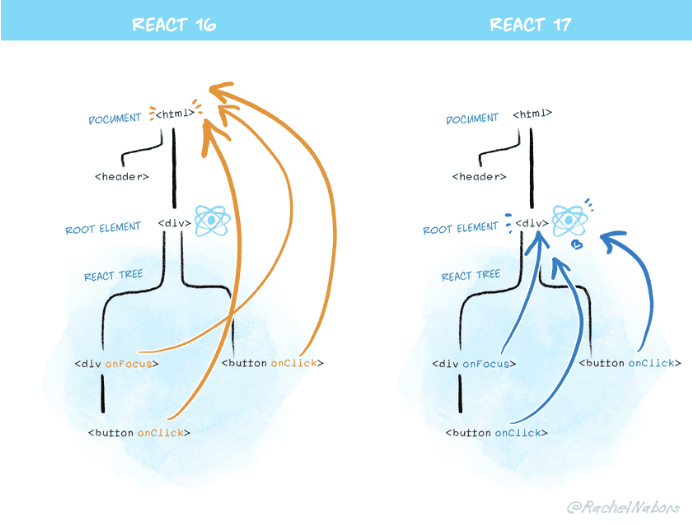 REACT 16
DOCUMENT <html>
<header>
ROOT ELEMENT <div>
REACT TREE
<div onFocus>
<button onClick>
<button onClick>
REACT 17
DOCUMENT <html>
<header>
ROOT ELEMENT <div>
REACT TREE
<div onFocus>
<button onClick>
<button onClick>
@RachelNabors